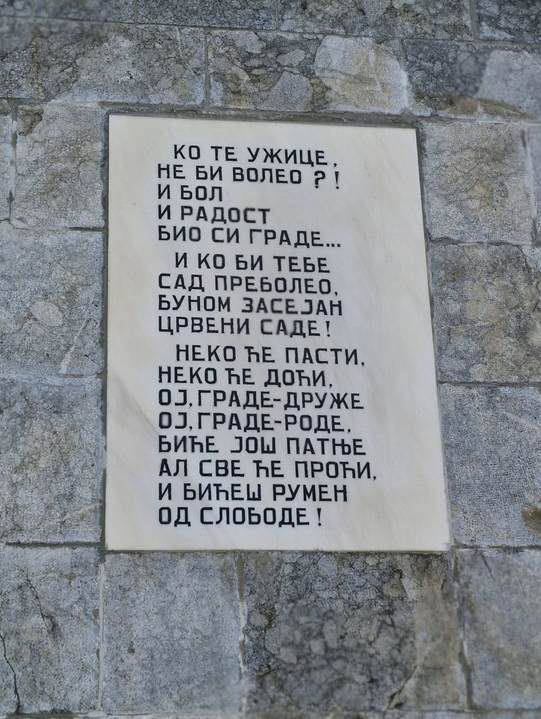 КО ТЕ УЖИЦЕ,
НЕ БИ ВОЛЕО ?!
И БОЛ
И РАДОСТ
БИО СИ ГРАДЕ...
И КО БИ ТЕБЕ
САД ПРЕБОЛЕО,
БУНОМ ЗАСЕЈАН
ЦРВЕНИ САДЕ!
НЕКО ЋЕ ПАСТИ,
НЕКО ЋЕ ДОЋИ,
ОЈ, ГРАДЕ-ДРУЖЕ
ОЈ, ГРАДЕ-РОДЕ,
БИЋЕ ЈОШ ПАТЊЕ
АЛ СВЕ ЋЕ ПРОЋИ,
И БИЋЕШ РУМЕН
ОД СЛОБОДЕ!